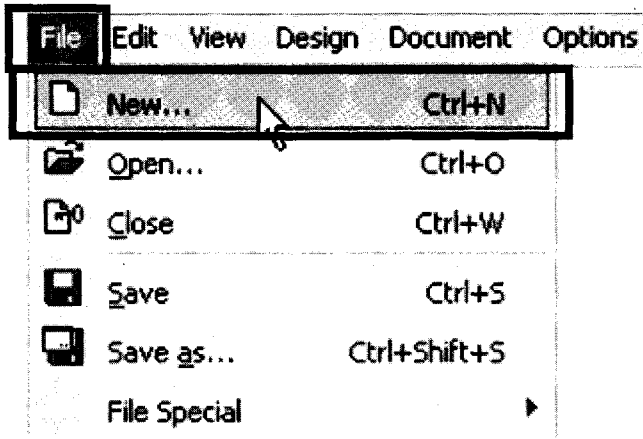 File Edit View Design Document Options
New... Ctrl+N
Open... Ctrl+O
Close Ctrl+W
Save Ctrl+S
Save as... Ctrl+Shift+S
File Special